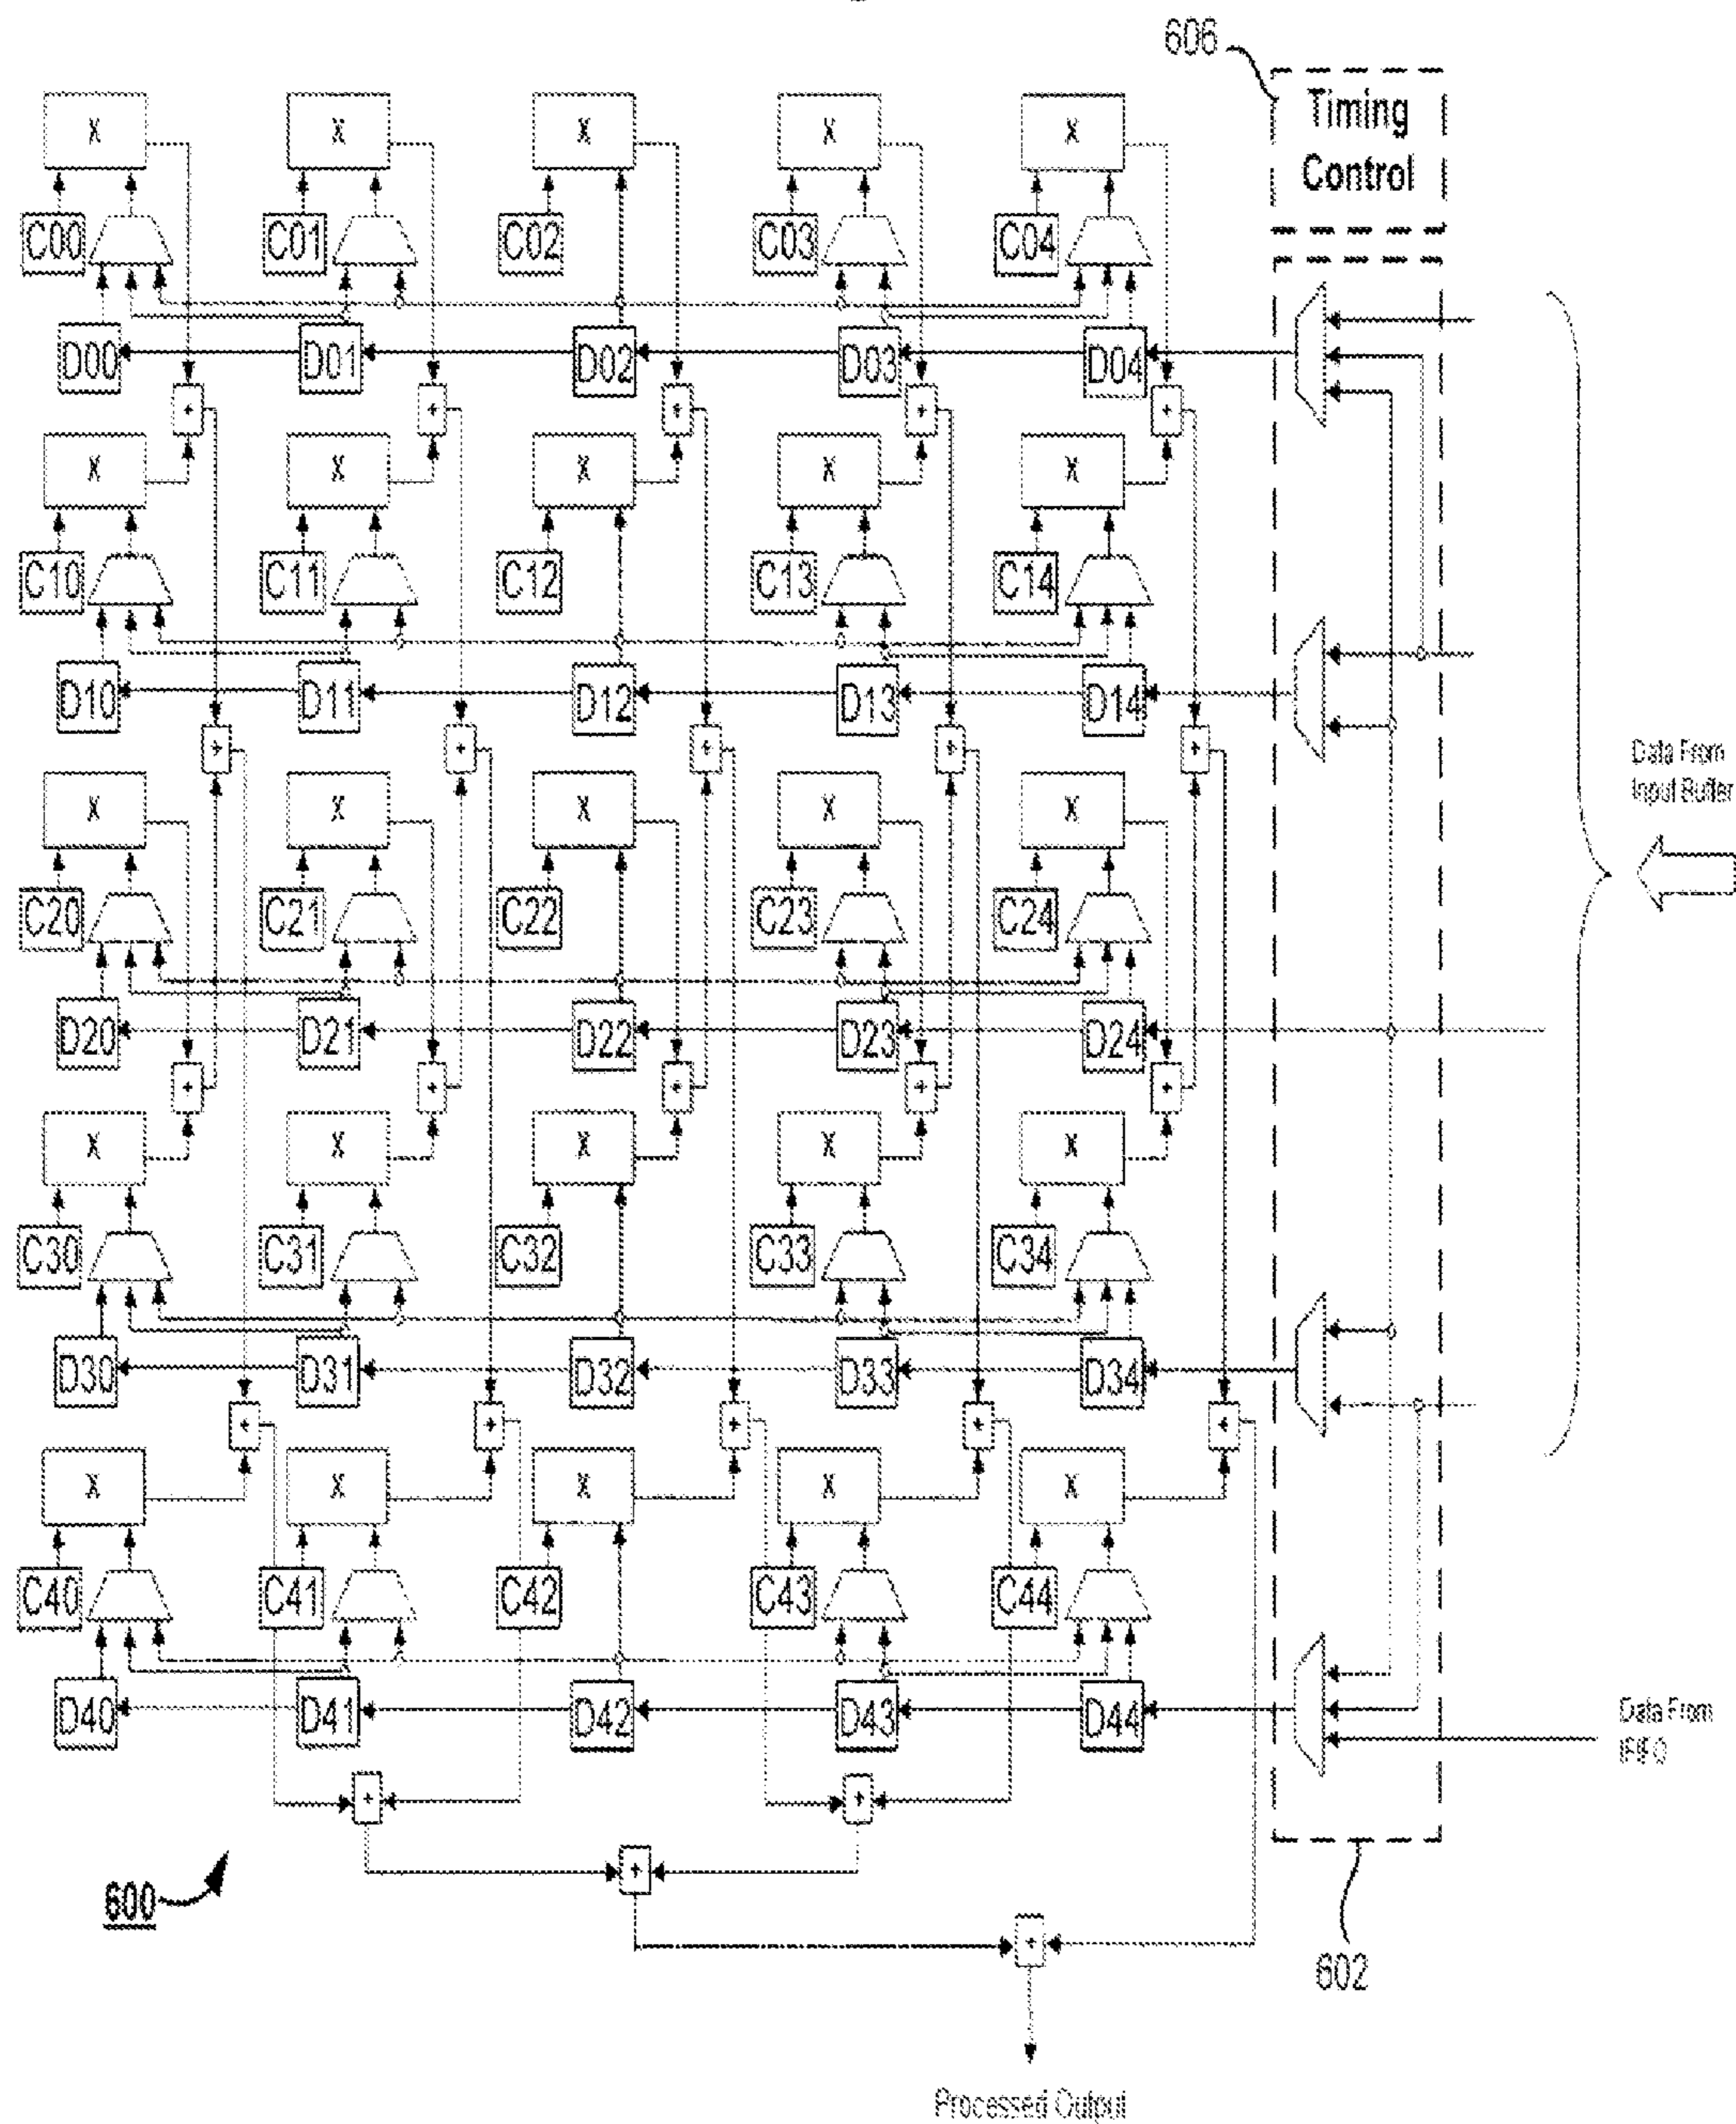 606
Timing
Control
X X X X X
C00 C01 C02 C03 C04
D00 D01 D02 D03 D04
+ + + + +
X X X X X
C10 C11 C12 C13 C14
D10 D11 D12 D13 D14
+ + + + +
Data From
Input Buffer
X X X X X
C20 C21 C22 C23 C24
D20 D21 D22 D23 D24
+ + + + +
X X X X X
C30 C31 C32 C33 C34
D30 D31 D32 D33 D34
+ + + + +
X X X X X
C40 C41 C42 C43 C44
D40 D41 D42 D43 D44
Data From
+ +
+
600
+
602
Processed Output